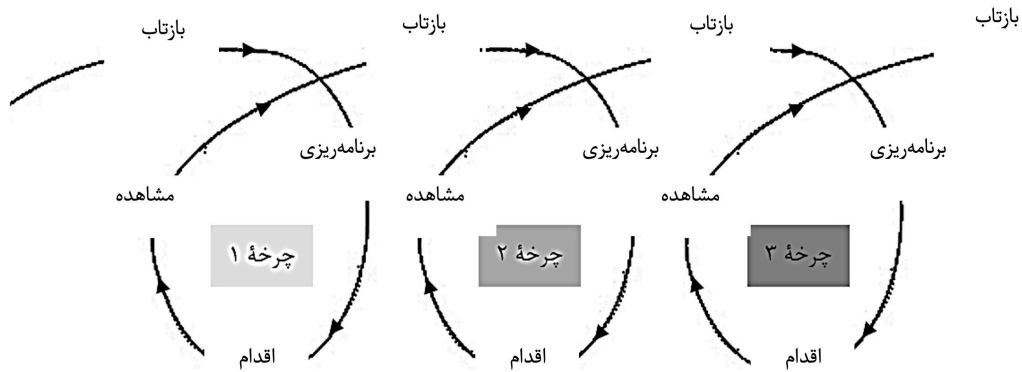 بازتاب
برنامه‌ریزی
مشاهده
چرخهٔ ۱
اقدام
بازتاب
برنامه‌ریزی
مشاهده
چرخهٔ ۲
اقدام
بازتاب
برنامه‌ریزی
مشاهده
چرخهٔ ۳
اقدام
بازتاب